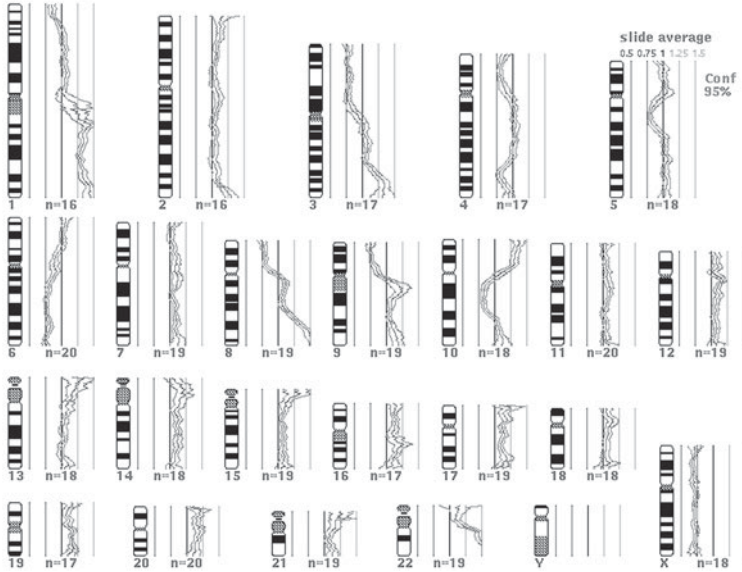 slide average
0.5 0.75 1 1.25 1.5
Conf
95%
1 n=16
2 n=16
3 n=17
4 n=17
5 n=18
6 n=20
7 n=19
8 n=19
9 n=19
10 n=18
11 n=20
12 n=19
13 n=18
14 n=18
15 n=19
16 n=17
17 n=19
18 n=18
19 n=17
20 n=20
21 n=19
22 n=19
Y
X n=18